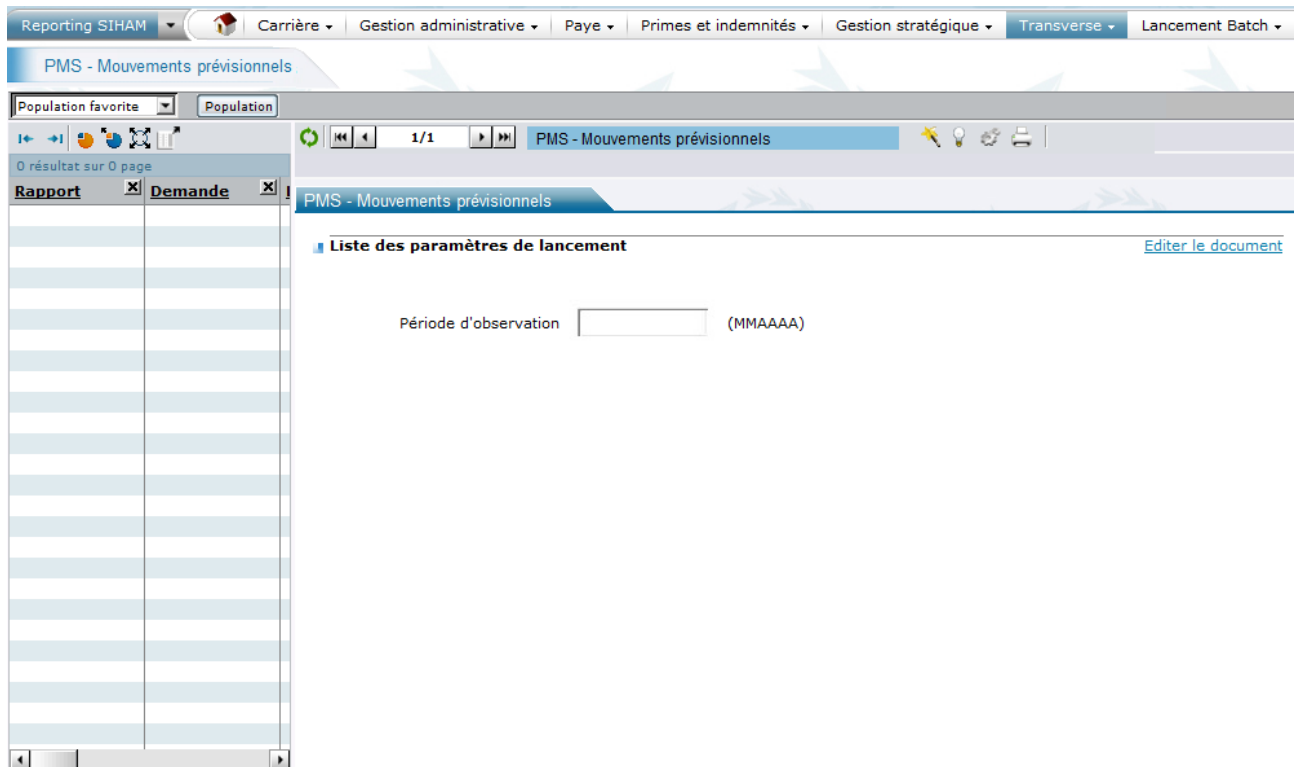 Reporting SIHAM Carrière Gestion administrative Paye Primes et indemnités Gestion stratégique Transverse Lancement Batch
PMS - Mouvements prévisionnels
Population favorite Population
1/1 PMS - Mouvements prévisionnels
0 résultat sur 0 page
Rapport Demande
PMS - Mouvements prévisionnels
Liste des paramètres de lancement Editer le document
Période d'observation (MMAAAA)